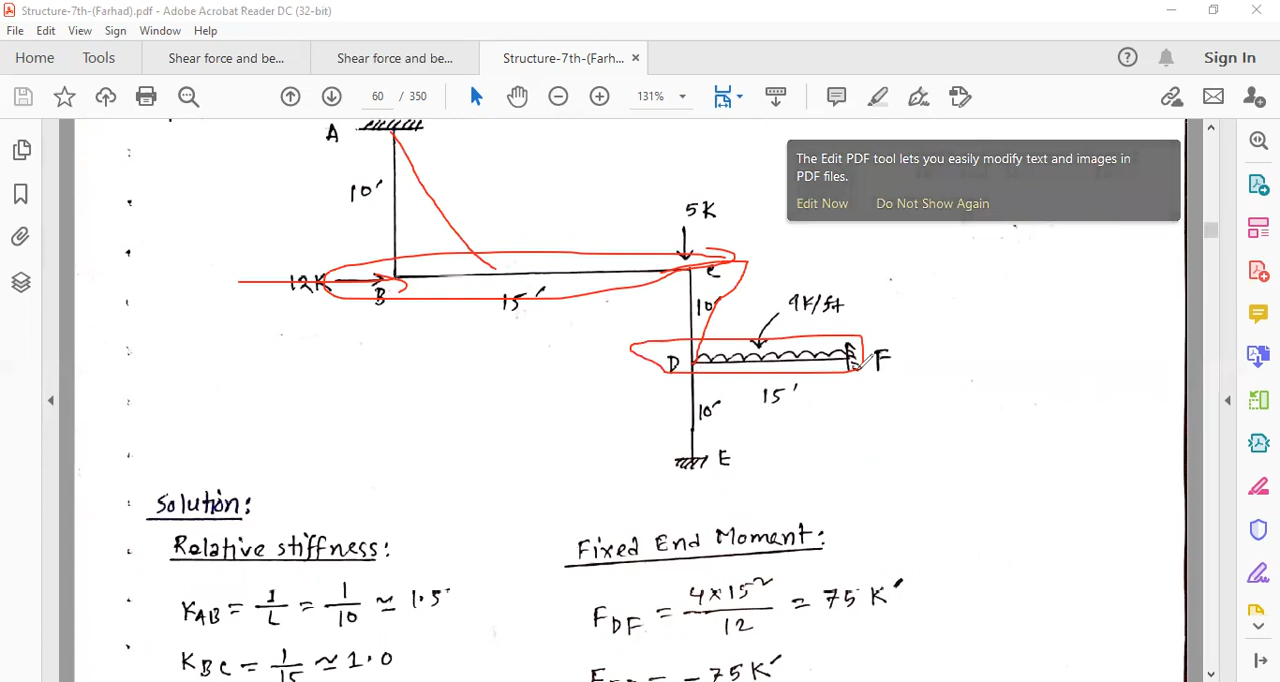 Structure-7th-(Farhad).pdf - Adobe Acrobat Reader DC (32-bit)
File Edit View Sign Window Help
Home Tools Shear force and be... Shear force and be... Structure-7th-(Farh... × Sign In
60 / 350 131%
The Edit PDF tool lets you easily modify text and images in
PDF files.
Edit Now Do Not Show Again
A
10'
5K
12K
B
15'
C
10'
4K/ft
D
F
15'
10'
E
Solution:
Relative stiffness:
Fixed End Moment:
K_AB = I/L = 1/10 ≃ 1.5
F_DF = 4×15²/12 = 75 K'
K_BC = 1/15 ≃ 1.0
= -75K'